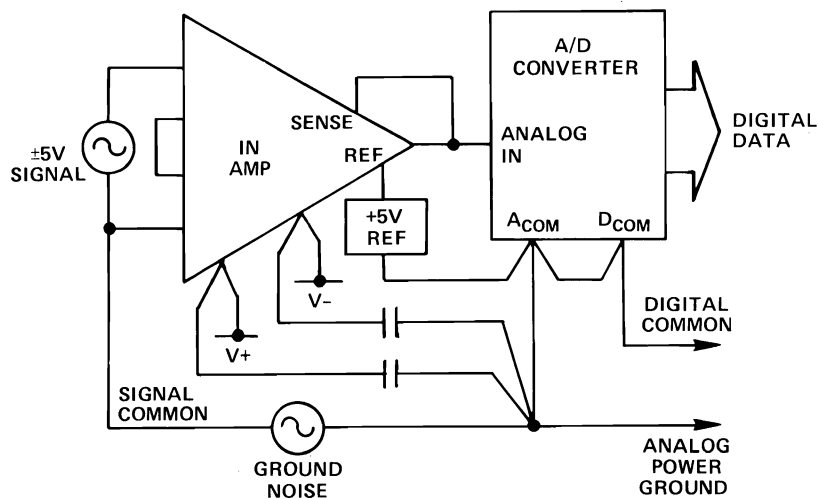 A/D
CONVERTER
±5V
SIGNAL
IN
AMP
SENSE
REF
ANALOG
IN
DIGITAL
DATA
+5V
REF
ACOM
DCOM
V–
V+
DIGITAL
COMMON
SIGNAL
COMMON
GROUND
NOISE
ANALOG
POWER
GROUND